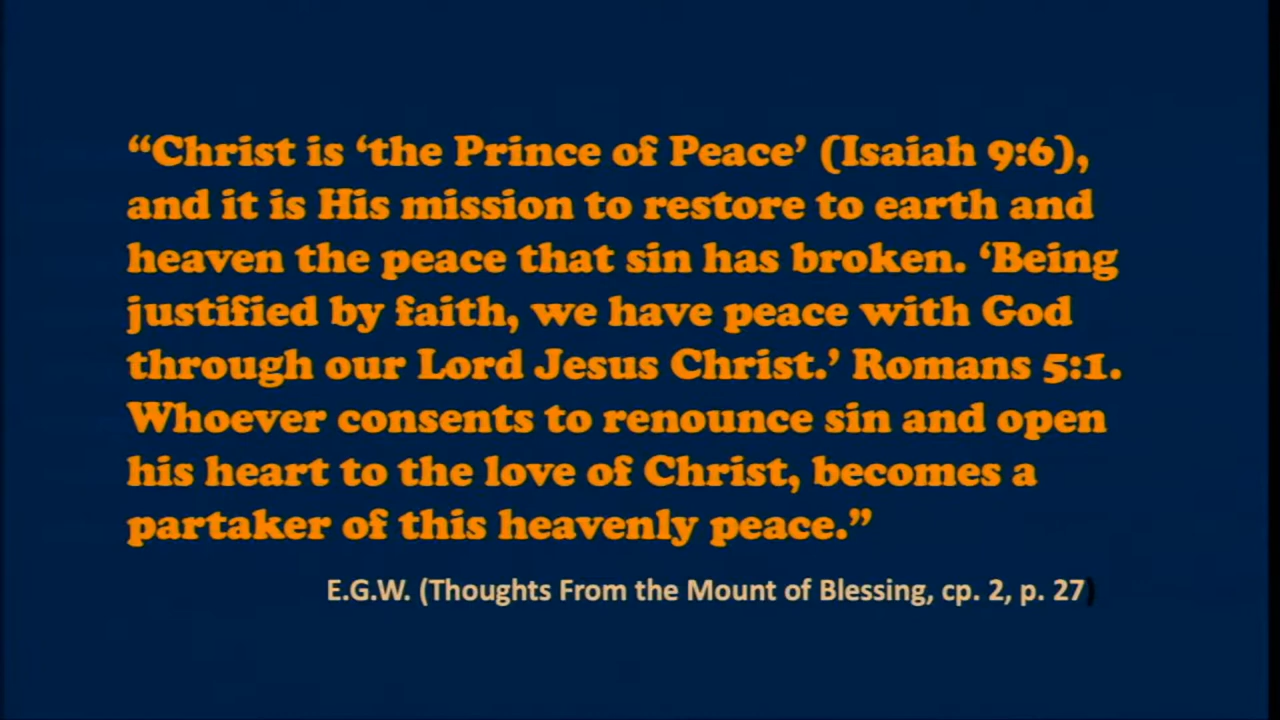 “Christ is ‘the Prince of Peace’ (Isaiah 9:6),
and it is His mission to restore to earth and
heaven the peace that sin has broken. ‘Being
justified by faith, we have peace with God
through our Lord Jesus Christ.’ Romans 5:1.
Whoever consents to renounce sin and open
his heart to the love of Christ, becomes a
partaker of this heavenly peace.”
E.G.W. (Thoughts From the Mount of Blessing, cp. 2, p. 27)